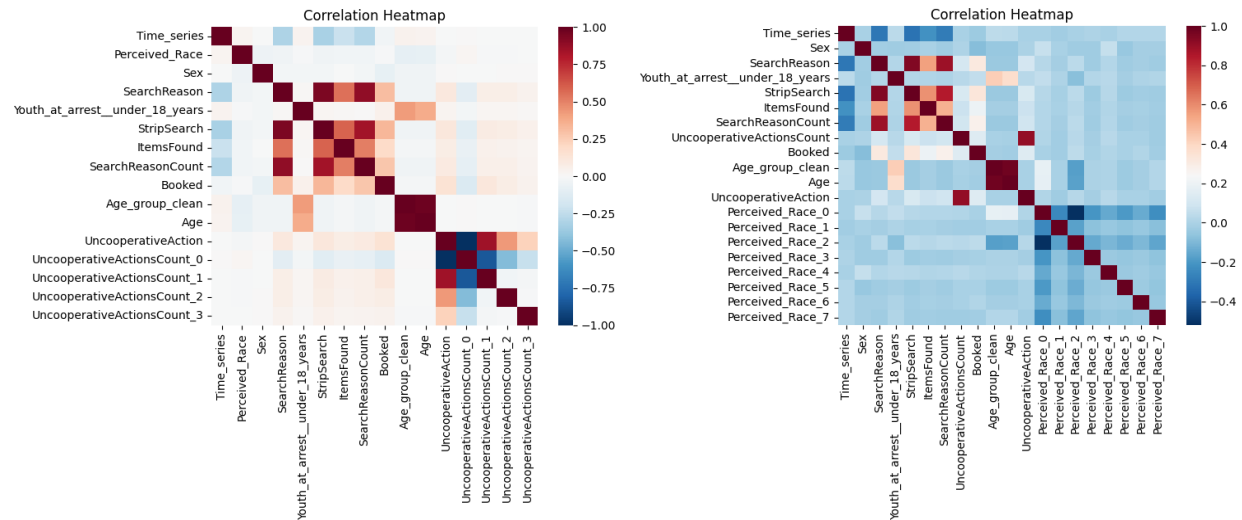 Correlation Heatmap
Time_series
Perceived_Race
Sex
SearchReason
Youth_at_arrest__under_18_years
StripSearch
ItemsFound
SearchReasonCount
Booked
Age_group_clean
Age
UncooperativeAction
UncooperativeActionsCount_0
UncooperativeActionsCount_1
UncooperativeActionsCount_2
UncooperativeActionsCount_3
Time_series
Perceived_Race
Sex
SearchReason
Youth_at_arrest__under_18_years
StripSearch
ItemsFound
SearchReasonCount
Booked
Age_group_clean
Age
UncooperativeAction
UncooperativeActionsCount_0
UncooperativeActionsCount_1
UncooperativeActionsCount_2
UncooperativeActionsCount_3
1.00
0.75
0.50
0.25
0.00
−0.25
−0.50
−0.75
−1.00
Correlation Heatmap
Time_series
Sex
SearchReason
Youth_at_arrest__under_18_years
StripSearch
ItemsFound
SearchReasonCount
UncooperativeActionsCount
Booked
Age_group_clean
Age
UncooperativeAction
Perceived_Race_0
Perceived_Race_1
Perceived_Race_2
Perceived_Race_3
Perceived_Race_4
Perceived_Race_5
Perceived_Race_6
Perceived_Race_7
Time_series
Sex
SearchReason
Youth_at_arrest__under_18_years
StripSearch
ItemsFound
SearchReasonCount
UncooperativeActionsCount
Booked
Age_group_clean
Age
UncooperativeAction
Perceived_Race_0
Perceived_Race_1
Perceived_Race_2
Perceived_Race_3
Perceived_Race_4
Perceived_Race_5
Perceived_Race_6
Perceived_Race_7
1.0
0.8
0.6
0.4
0.2
0.0
−0.2
−0.4